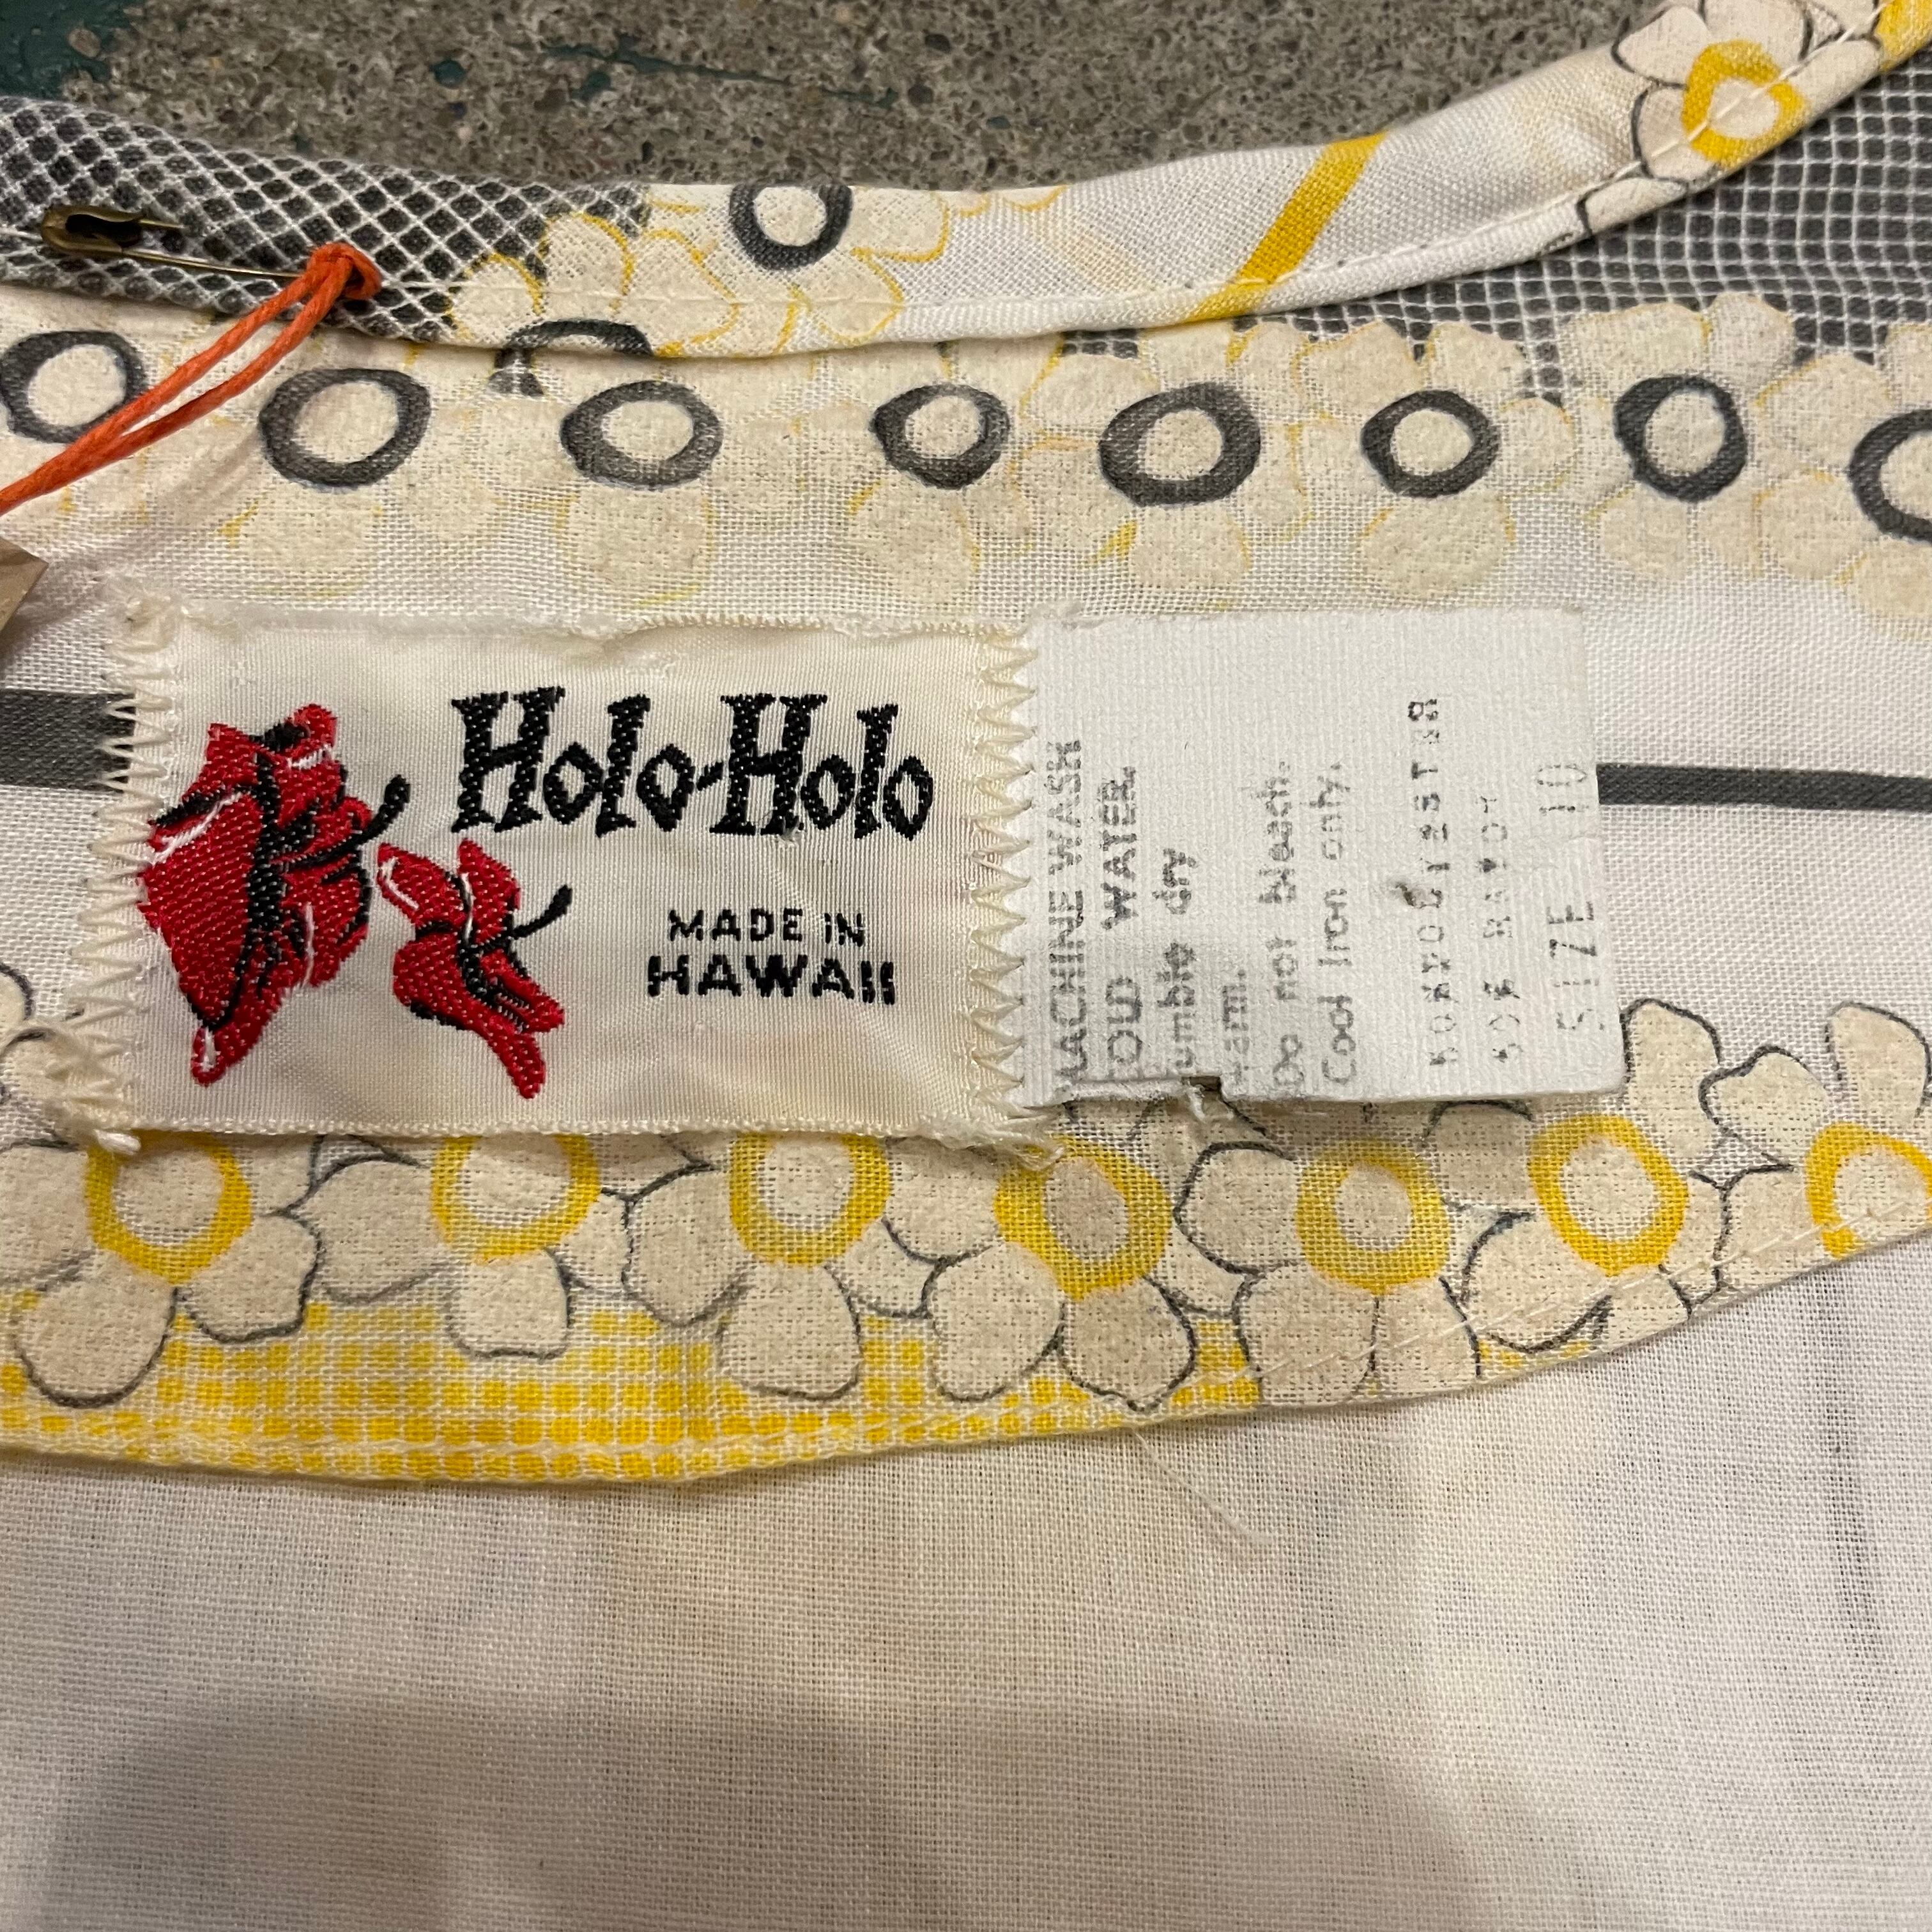 Holo-Holo
MADE IN
HAWAII
MACHINE WASH
COLD WATER.
Tumble dry
warm.
Do not bleach.
Cool Iron only.
50% POLYESTER
50% RAYON
SIZE 10